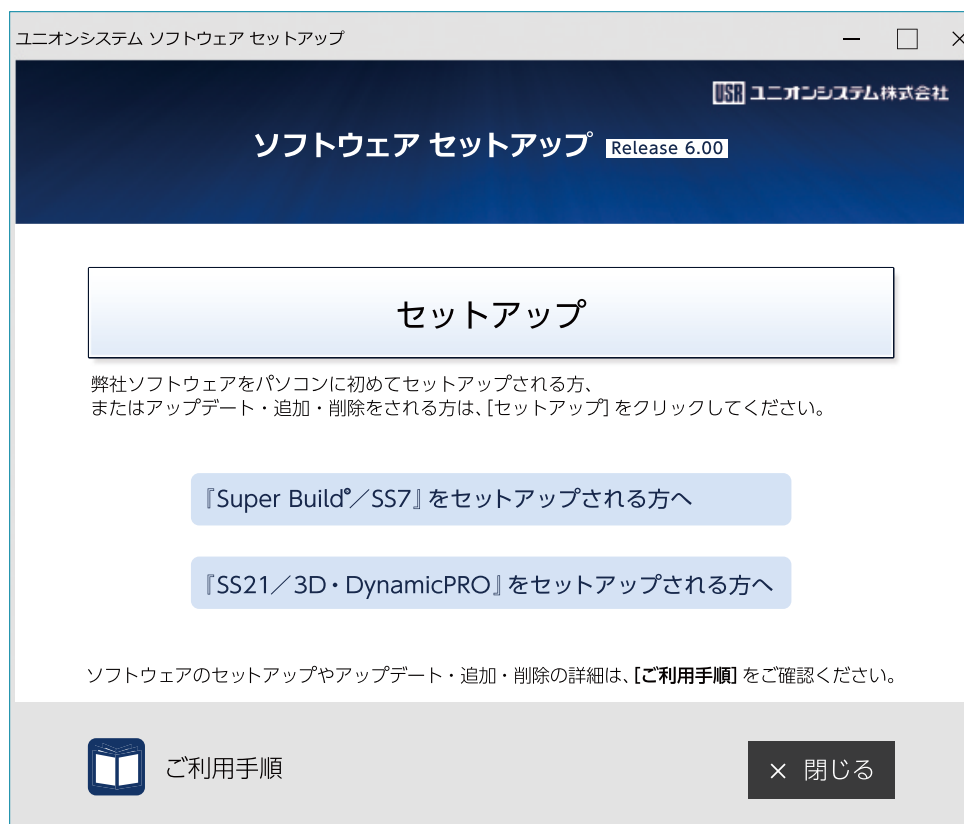 ユニオンシステム ソフトウェア セットアップ
USR ユニオンシステム株式会社
ソフトウェア セットアップ Release 6.00
セットアップ
弊社ソフトウェアをパソコンに初めてセットアップされる方、
またはアップデート・追加・削除をされる方は、[セットアップ] をクリックしてください。
『Super Build®／SS7』をセットアップされる方へ
『SS21／3D・DynamicPRO』をセットアップされる方へ
ソフトウェアのセットアップやアップデート・追加・削除の詳細は、[ご利用手順] をご確認ください。
ご利用手順
× 閉じる